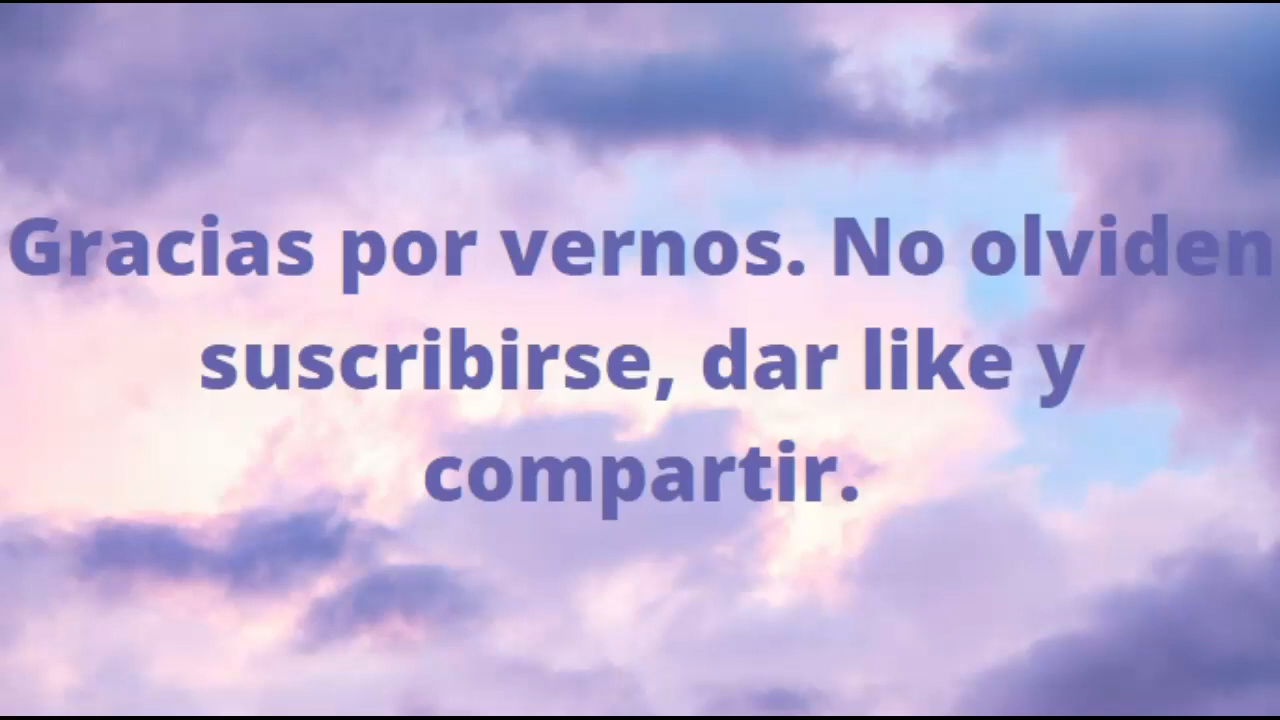 Gracias por vernos. No olviden
suscribirse, dar like y
compartir.